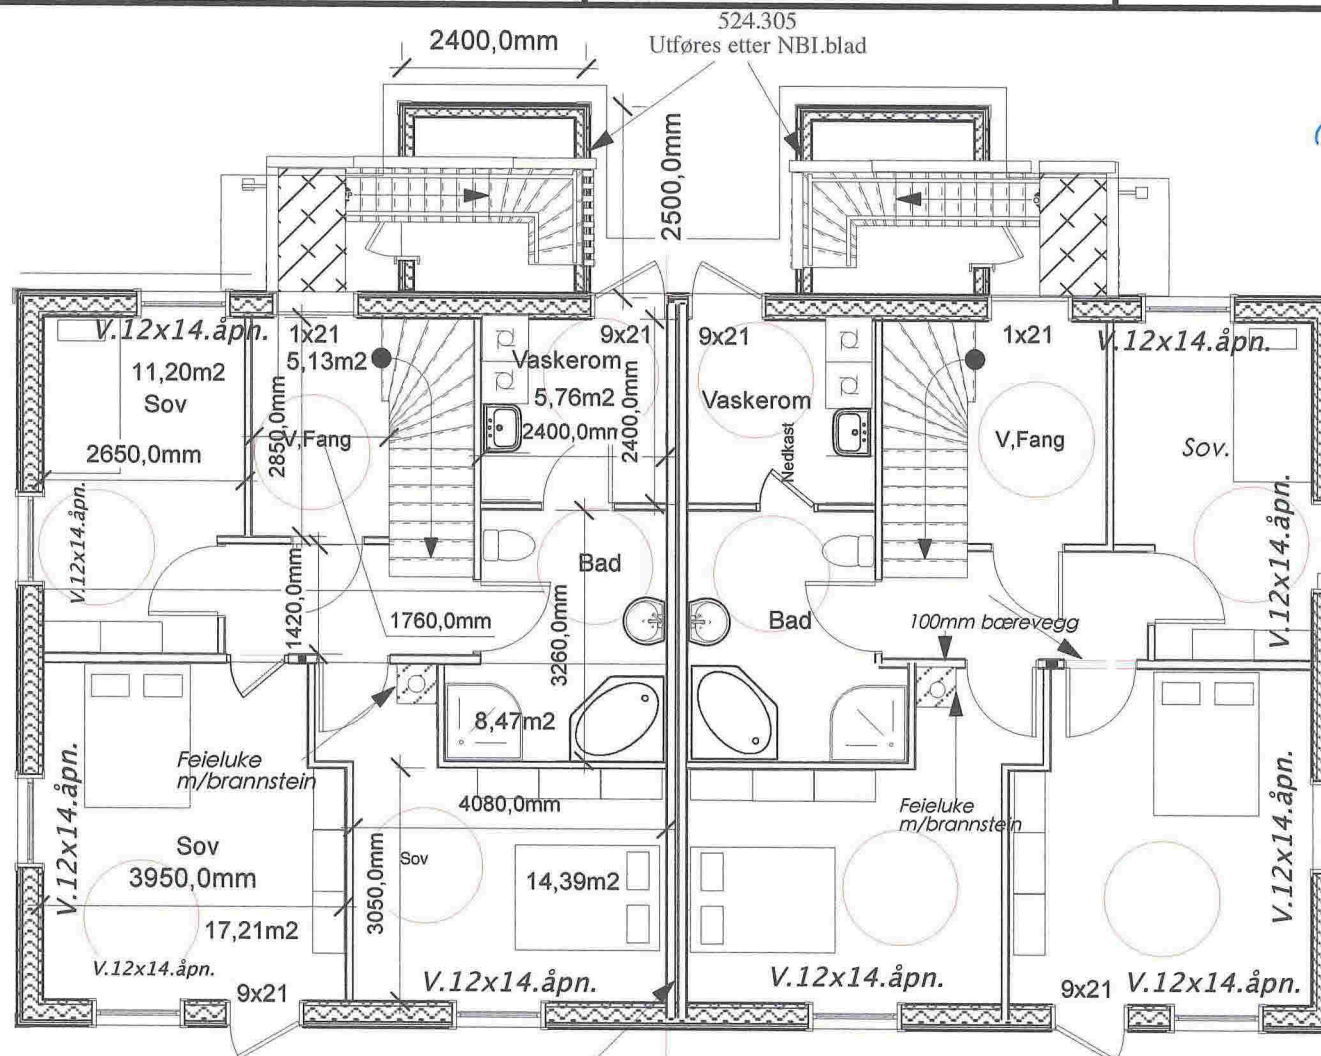 524.305
Utføres etter NBI.blad
2400,0mm
2500,0mm
V.12x14.åpn.
1x21
9x21
9x21
1x21
V.12x14.åpn.
5,13m2
11,20m2
Sov
Vaskerom
5,76m2
2400,0mm
2400,0mm
Vaskerom
Nedkast
V,Fang
2850,0mm
V,Fang
Sov.
2650,0mm
V.12x14.åpn.
V.12x14.åpn.
Bad
Bad
1420,0mm
1760,0mm
3260,0mm
100mm bærevegg
8,47m2
Feieluke
m/brannstein
Feieluke
m/brannstein
4080,0mm
V.12x14.åpn.
V.12x14.åpn.
Sov
3950,0mm
17,21m2
3050,0mm
Sov
14,39m2
V.12x14.åpn.
9x21
V.12x14.åpn.
V.12x14.åpn.
9x21
V.12x14.åpn.